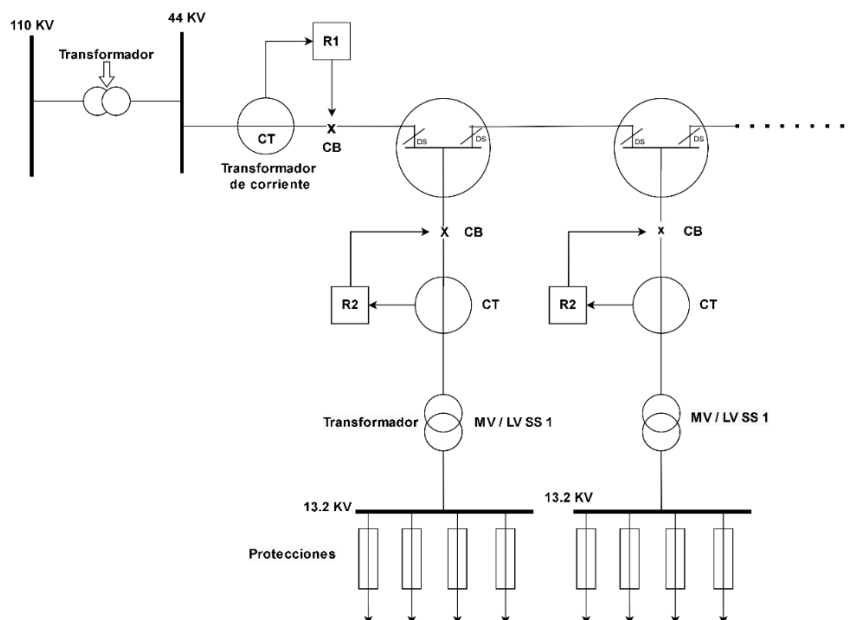 110 KV
44 KV
Transformador
R1
CT
CB
Transformador
de corriente
DS
DS
DS
DS
CB
CB
R2
CT
R2
CT
Transformador
MV / LV SS 1
MV / LV SS 1
13.2 KV
13.2 KV
Protecciones